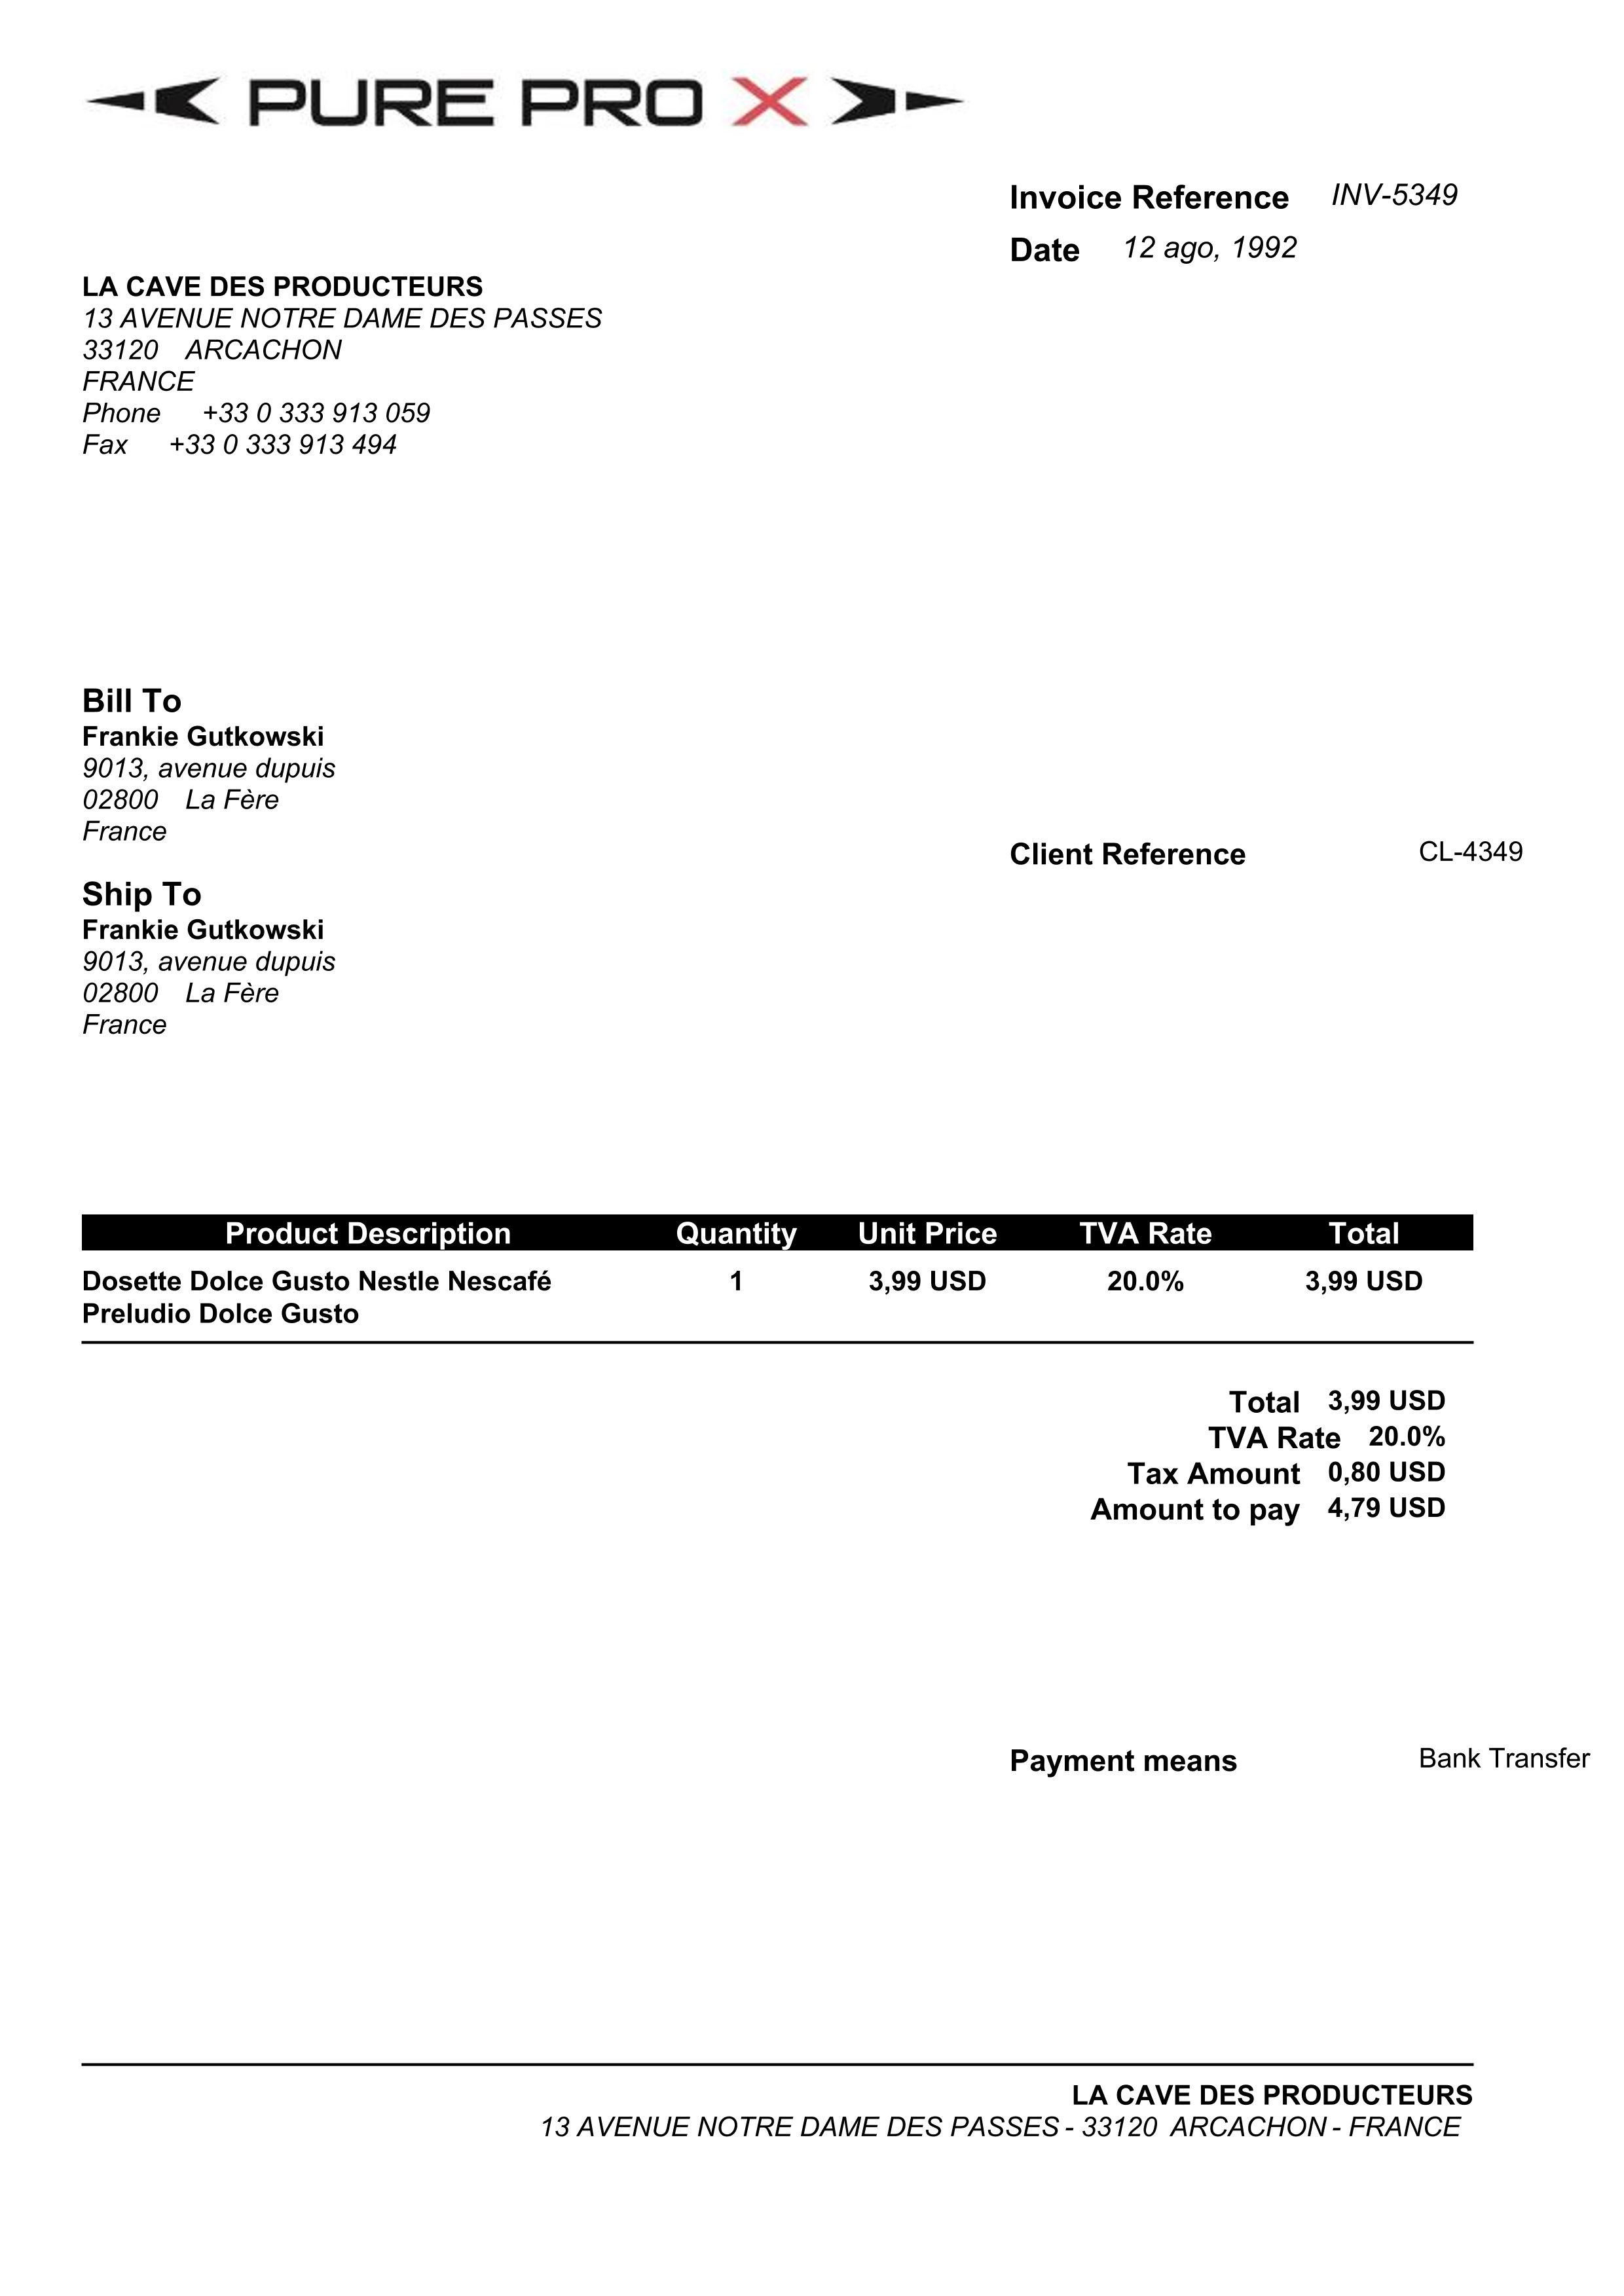 PURE PRO X
Invoice Reference INV-5349
Date 12 ago, 1992
LA CAVE DES PRODUCTEURS
13 AVENUE NOTRE DAME DES PASSES
33120 ARCACHON
FRANCE
Phone +33 0 333 913 059
Fax +33 0 333 913 494
Bill To
Frankie Gutkowski
9013, avenue dupuis
02800 La Fère
France
Client Reference CL-4349
Ship To
Frankie Gutkowski
9013, avenue dupuis
02800 La Fère
France
Product Description Quantity Unit Price TVA Rate Total
Dosette Dolce Gusto Nestle Nescafé 1 3,99 USD 20.0% 3,99 USD
Preludio Dolce Gusto
Total 3,99 USD
TVA Rate 20.0%
Tax Amount 0,80 USD
Amount to pay 4,79 USD
Payment means Bank Transfer
LA CAVE DES PRODUCTEURS
13 AVENUE NOTRE DAME DES PASSES - 33120 ARCACHON - FRANCE